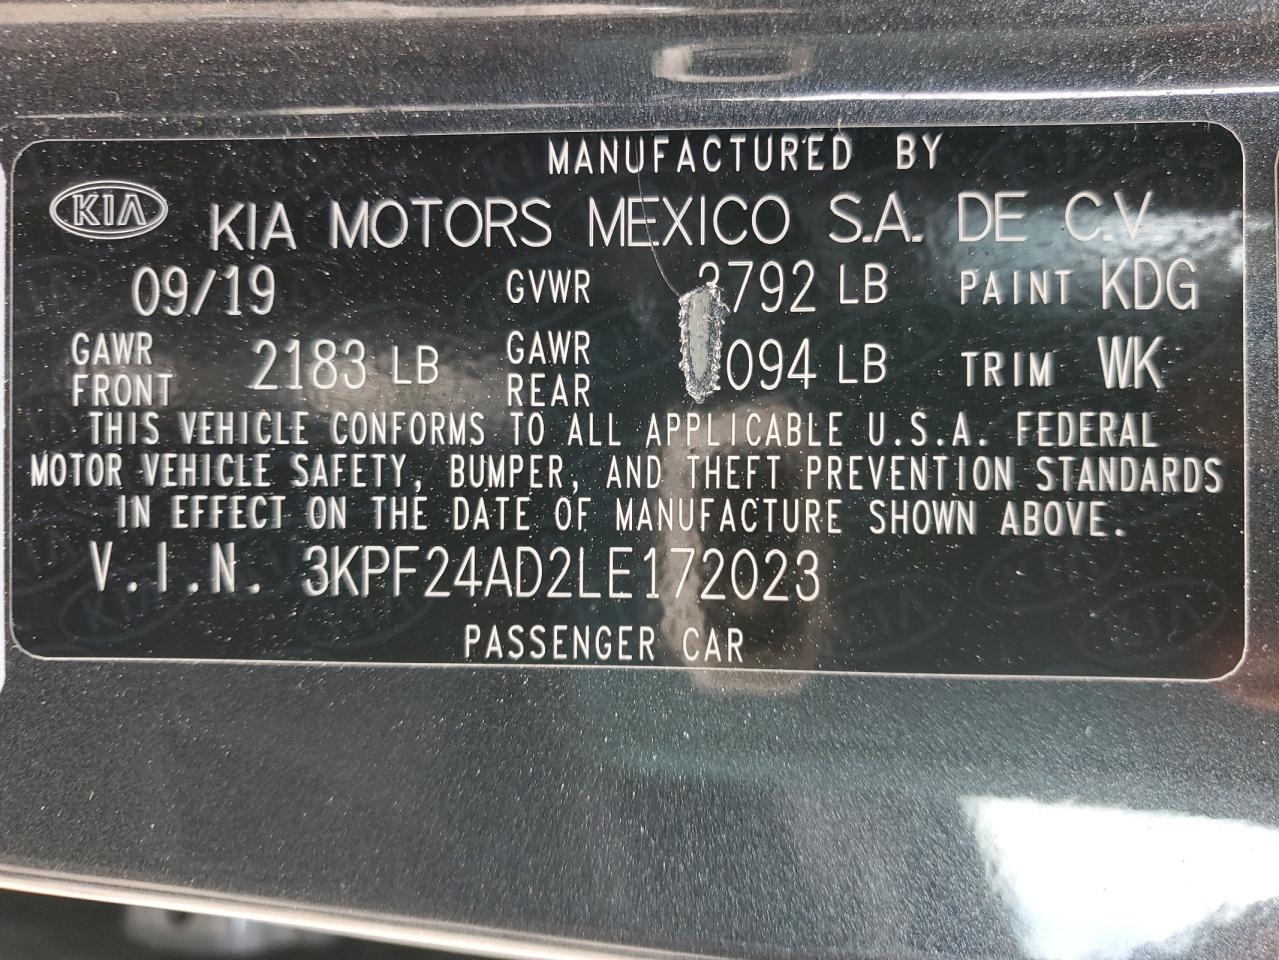 MANUFACTURED BY
KIA KIA MOTORS MEXICO S.A. DE C.V.
09/19 GVWR LB PAINT KDG
GAWR FRONT 2183 LB GAWR REAR LB TRIM WK
THIS VEHICLE CONFORMS TO ALL APPLICABLE U.S.A. FEDERAL
MOTOR VEHICLE SAFETY, BUMPER, AND THEFT PREVENTION STANDARDS
IN EFFECT ON THE DATE OF MANUFACTURE SHOWN ABOVE.
V.I.N. 3KPF24AD2LE172023
PASSENGER CAR